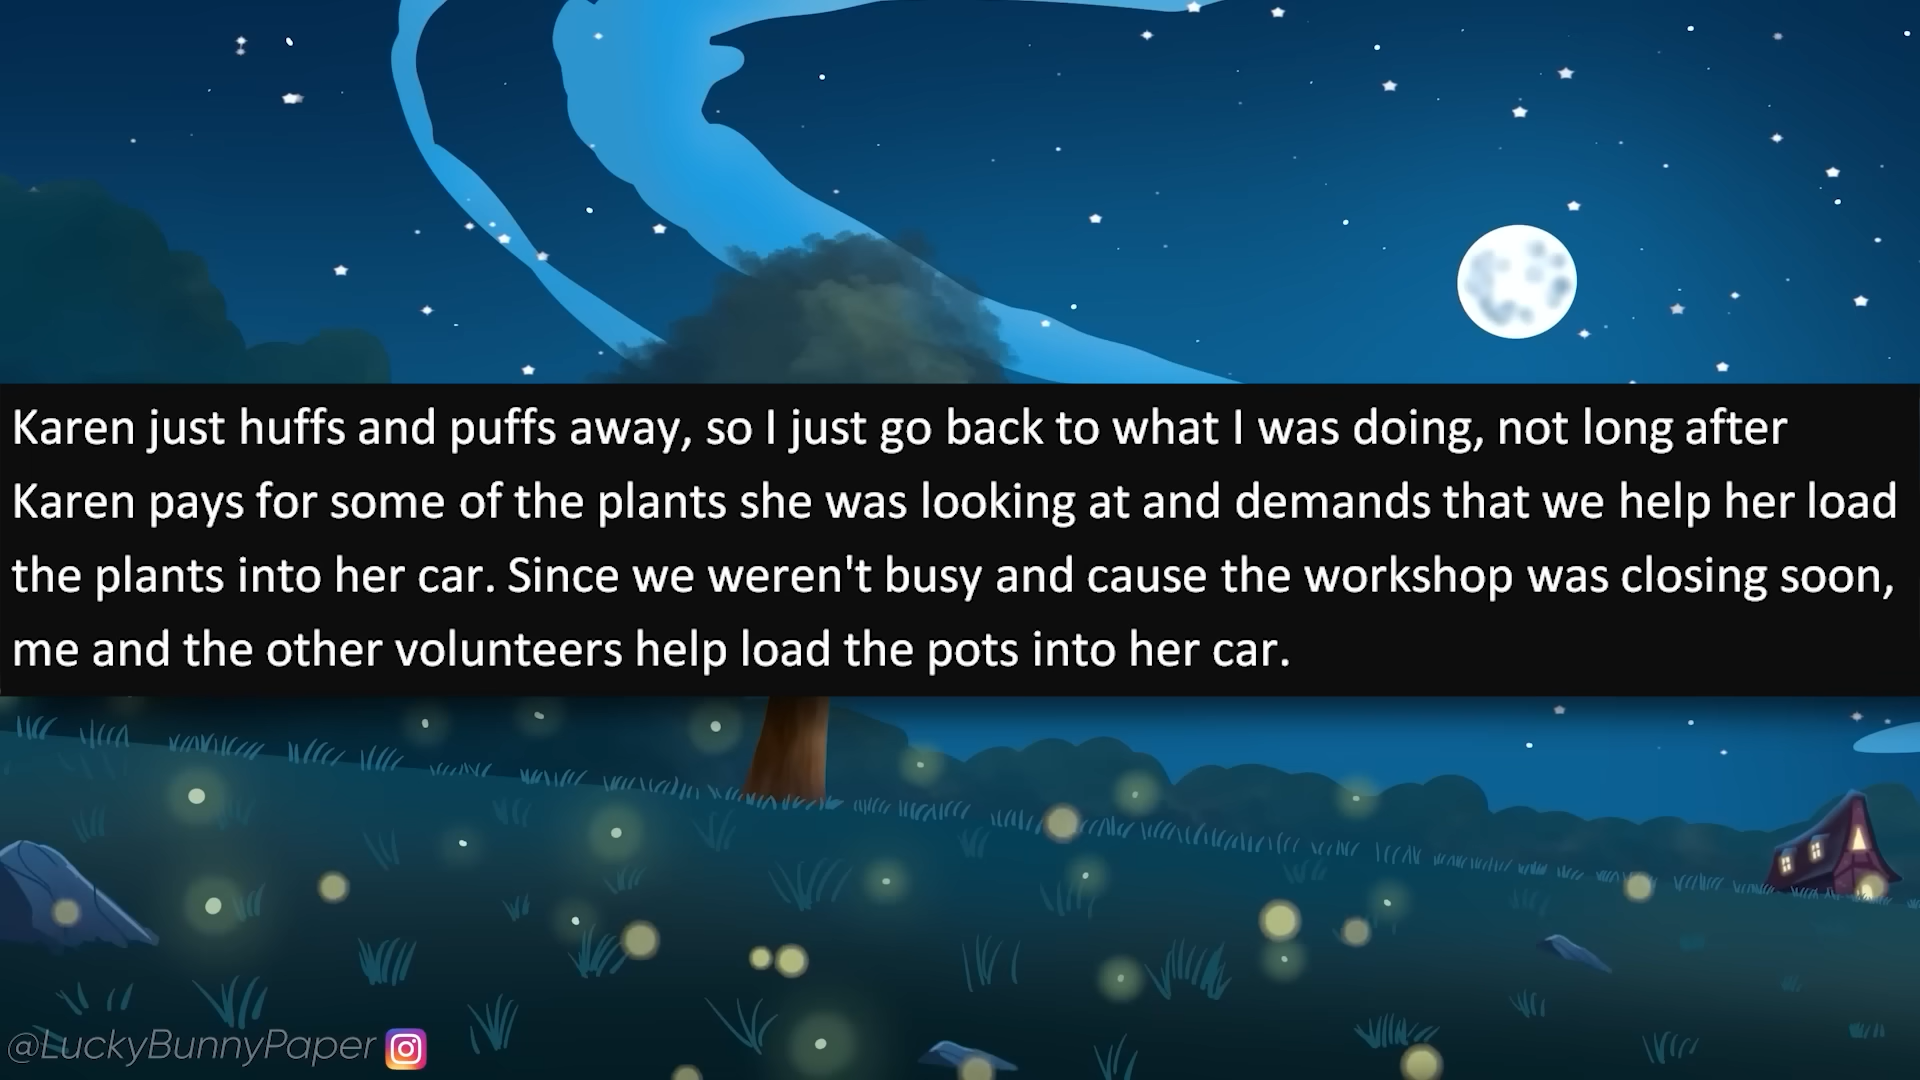 Karen just huffs and puffs away, so I just go back to what I was doing, not long after
Karen pays for some of the plants she was looking at and demands that we help her load
the plants into her car. Since we weren't busy and cause the workshop was closing soon,
me and the other volunteers help load the pots into her car.
@LuckyBunnyPaper